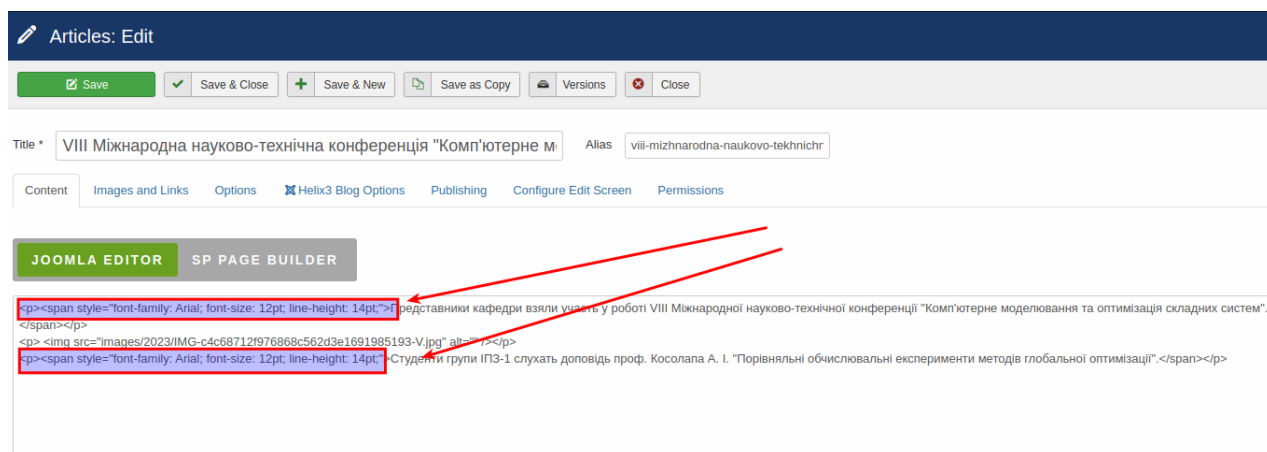 Articles: Edit
Save Save & Close Save & New Save as Copy Versions Close
Title * VIII Міжнародна науково-технічна конференція "Комп'ютерне м Alias viii-mizhnarodna-naukovo-tekhnichn
Content Images and Links Options Helix3 Blog Options Publishing Configure Edit Screen Permissions
JOOMLA EDITOR SP PAGE BUILDER
<p><span style="font-family: Arial; font-size: 12pt; line-height: 14pt;">Представники кафедри взяли участь у роботі VIII Міжнародної науково-технічної конференції "Комп'ютерне моделювання та оптимізація складних систем".
</span></p>
<p> <img src="images/2023/IMG-c4c68712f976868c562d3e1691985193-V.jpg" alt="" /></p>
<p><span style="font-family: Arial; font-size: 12pt; line-height: 14pt;">Студенти групи ІПЗ-1 слухать доповідь проф. Косолапа А. І. "Порівняльні обчислювальні експерименти методів глобальної оптимізації".</span></p>